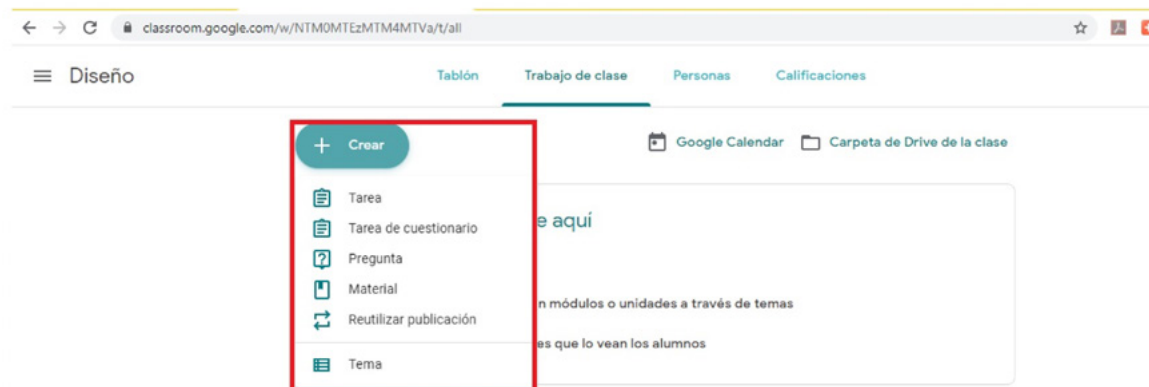 classroom.google.com/w/NTM0MTEzMTM4MTVa/t/all
Diseño
Tablón
Trabajo de clase
Personas
Calificaciones
Crear
Google Calendar
Carpeta de Drive de la clase
Tarea
Tarea de cuestionario
e aquí
Pregunta
Material
n módulos o unidades a través de temas
Reutilizar publicación
es que lo vean los alumnos
Tema